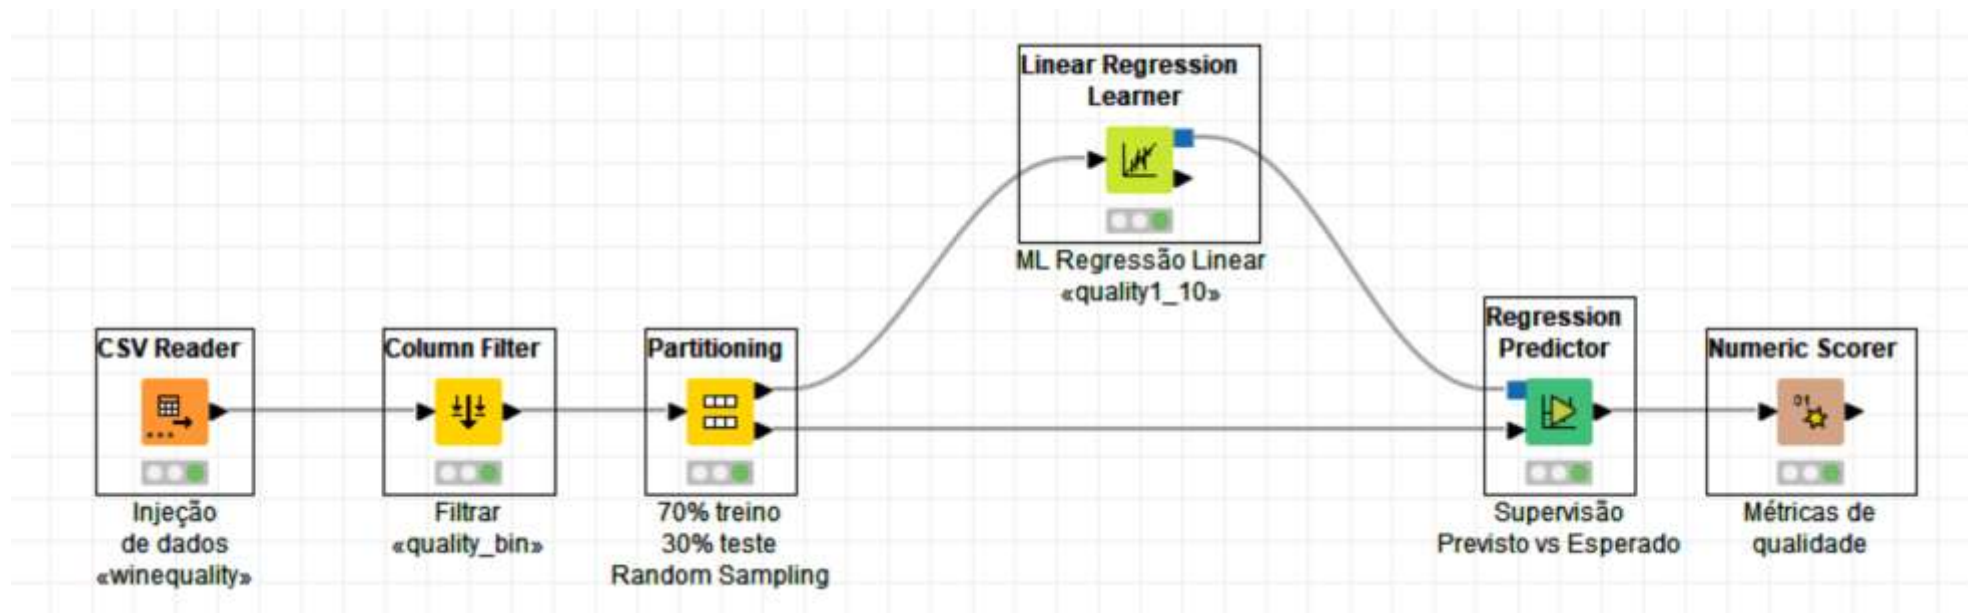 CSV Reader
Injeção
de dados
«winequality»
Column Filter
Filtrar
«quality_bin»
Partitioning
70% treino
30% teste
Random Sampling
Linear Regression
Learner
ML Regressão Linear
«quality1_10»
Regression
Predictor
Supervisão
Previsto vs Esperado
Numeric Scorer
01
Métricas de
qualidade